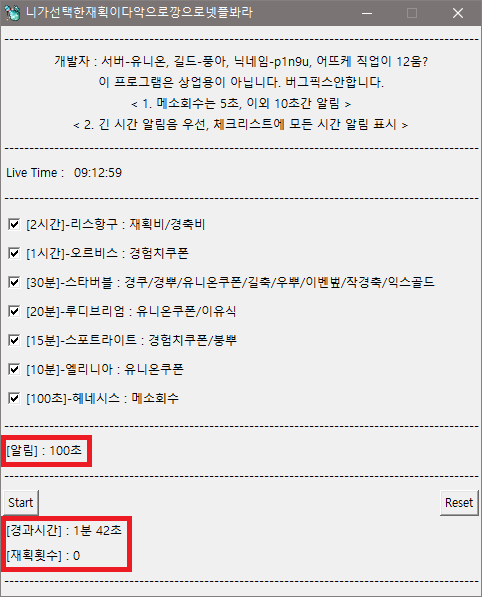 니가선택한재획이다악으로깡으로넷플봐라
개발자 : 서버-유니온, 길드-풍아, 닉네임-p1n9u, 어뜨케 직업이 12움?
이 프로그램은 상업용이 아닙니다. 버그픽스안합니다.
< 1. 메소회수는 5초, 이외 10초간 알림 >
< 2. 긴 시간 알림음 우선, 체크리스트에 모든 시간 알림 표시 >
Live Time : 09:12:59
[2시간]-리스항구 : 재획비/경축비
[1시간]-오르비스 : 경험치쿠폰
[30분]-스타버블 : 경쿠/경뿌/유니온쿠폰/길축/우뿌/이벤벞/작경축/익스골드
[20분]-루디브리엄 : 유니온쿠폰/이유식
[15분]-스포트라이트 : 경험치쿠폰/붕뿌
[10분]-엘리니아 : 유니온쿠폰
[100초]-헤네시스 : 메소회수
[알림] : 100초
Start
Reset
[경과시간] : 1분 42초
[재획횟수] : 0